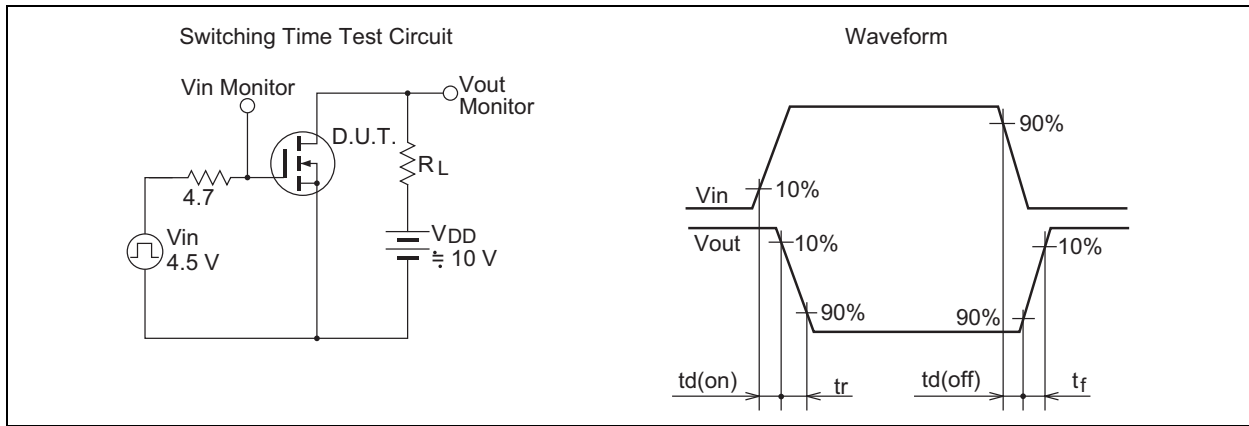 Switching Time Test Circuit
Vin Monitor
Vout
Monitor
D.U.T.
RL
4.7
Vin
4.5 V
VDD
≒ 10 V
Waveform
90%
Vin
10%
Vout
10%
10%
90%
90%
td(on)
tr
td(off)
tf